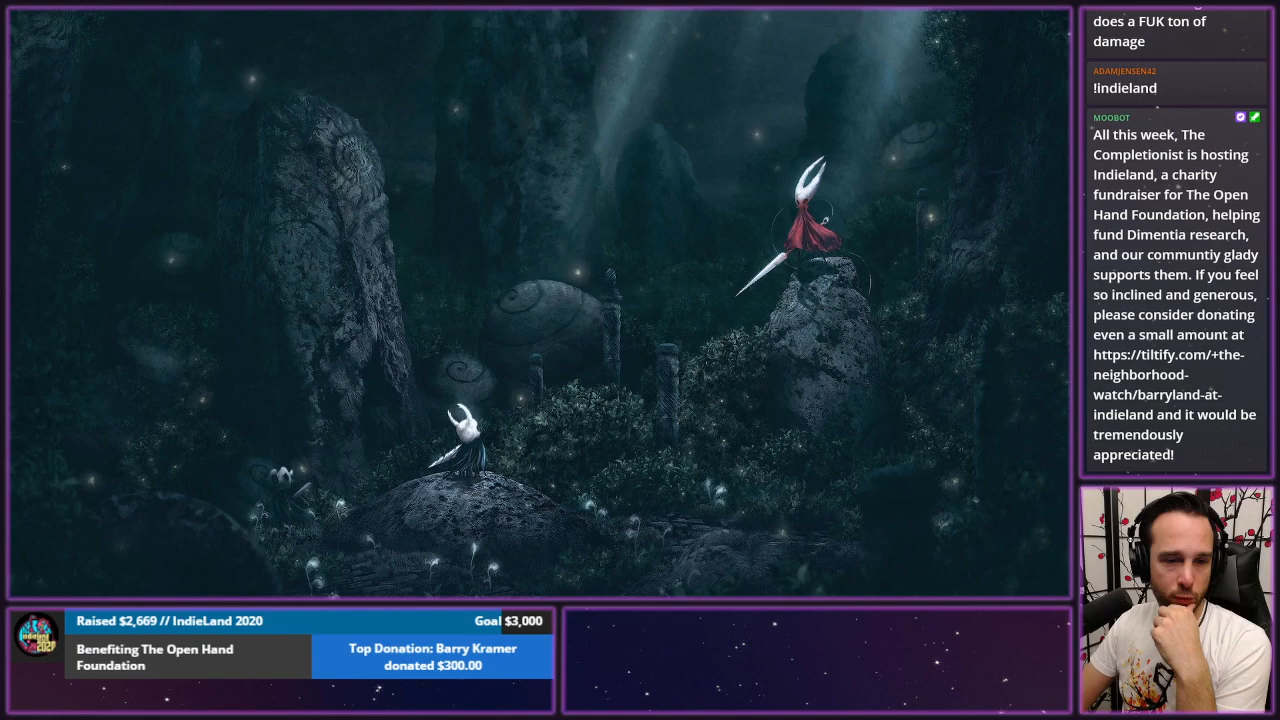 does a FUK ton of
damage
ADAMJENSEN42
!indieland
MOOBOT
All this week, The
Completionist is hosting
Indieland, a charity
fundraiser for The Open
Hand Foundation, helping
fund Dimentia research,
and our communtiy glady
supports them. If you feel
so inclined and generous,
please consider donating
even a small amount at
https://tiltify.com/+the-
neighborhood-
watch/barryland-at-
indieland and it would be
tremendously
appreciated!
Raised $2,669 // IndieLand 2020
Goal $3,000
Benefiting The Open Hand
Foundation
Top Donation: Barry Kramer
donated $300.00